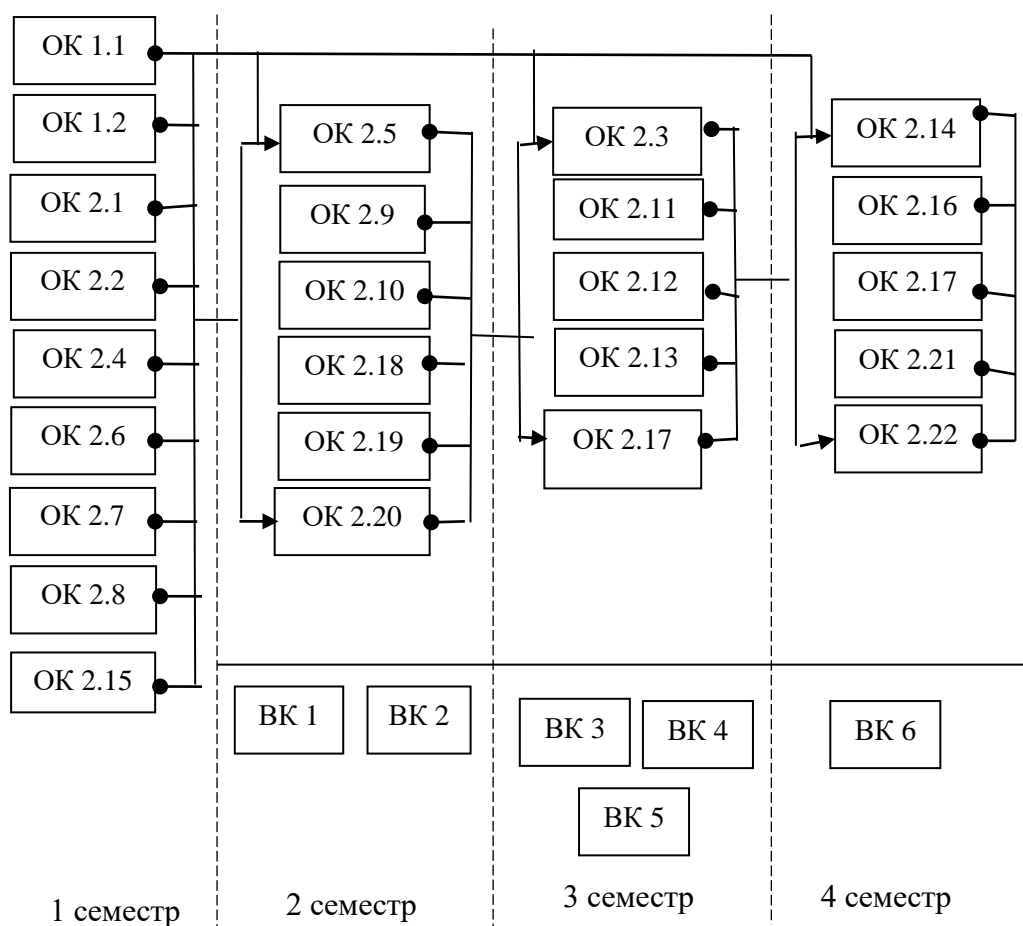 ОК 1.1
ОК 1.2
ОК 2.1
ОК 2.2
ОК 2.4
ОК 2.6
ОК 2.7
ОК 2.8
ОК 2.15
1 семестр
ОК 2.5
ОК 2.9
ОК 2.10
ОК 2.18
ОК 2.19
ОК 2.20
ВК 1
ВК 2
2 семестр
ОК 2.3
ОК 2.11
ОК 2.12
ОК 2.13
ОК 2.17
ВК 3
ВК 4
ВК 5
3 семестр
ОК 2.14
ОК 2.16
ОК 2.17
ОК 2.21
ОК 2.22
ВК 6
4 семестр